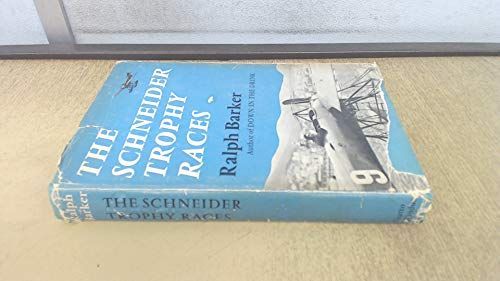 THE
SCHNEIDER
TROPHY
RACES
Ralph Barker
Author of DOWN IN THE DRINK
9
Ralph
Barker
THE SCHNEIDER
TROPHY RACES